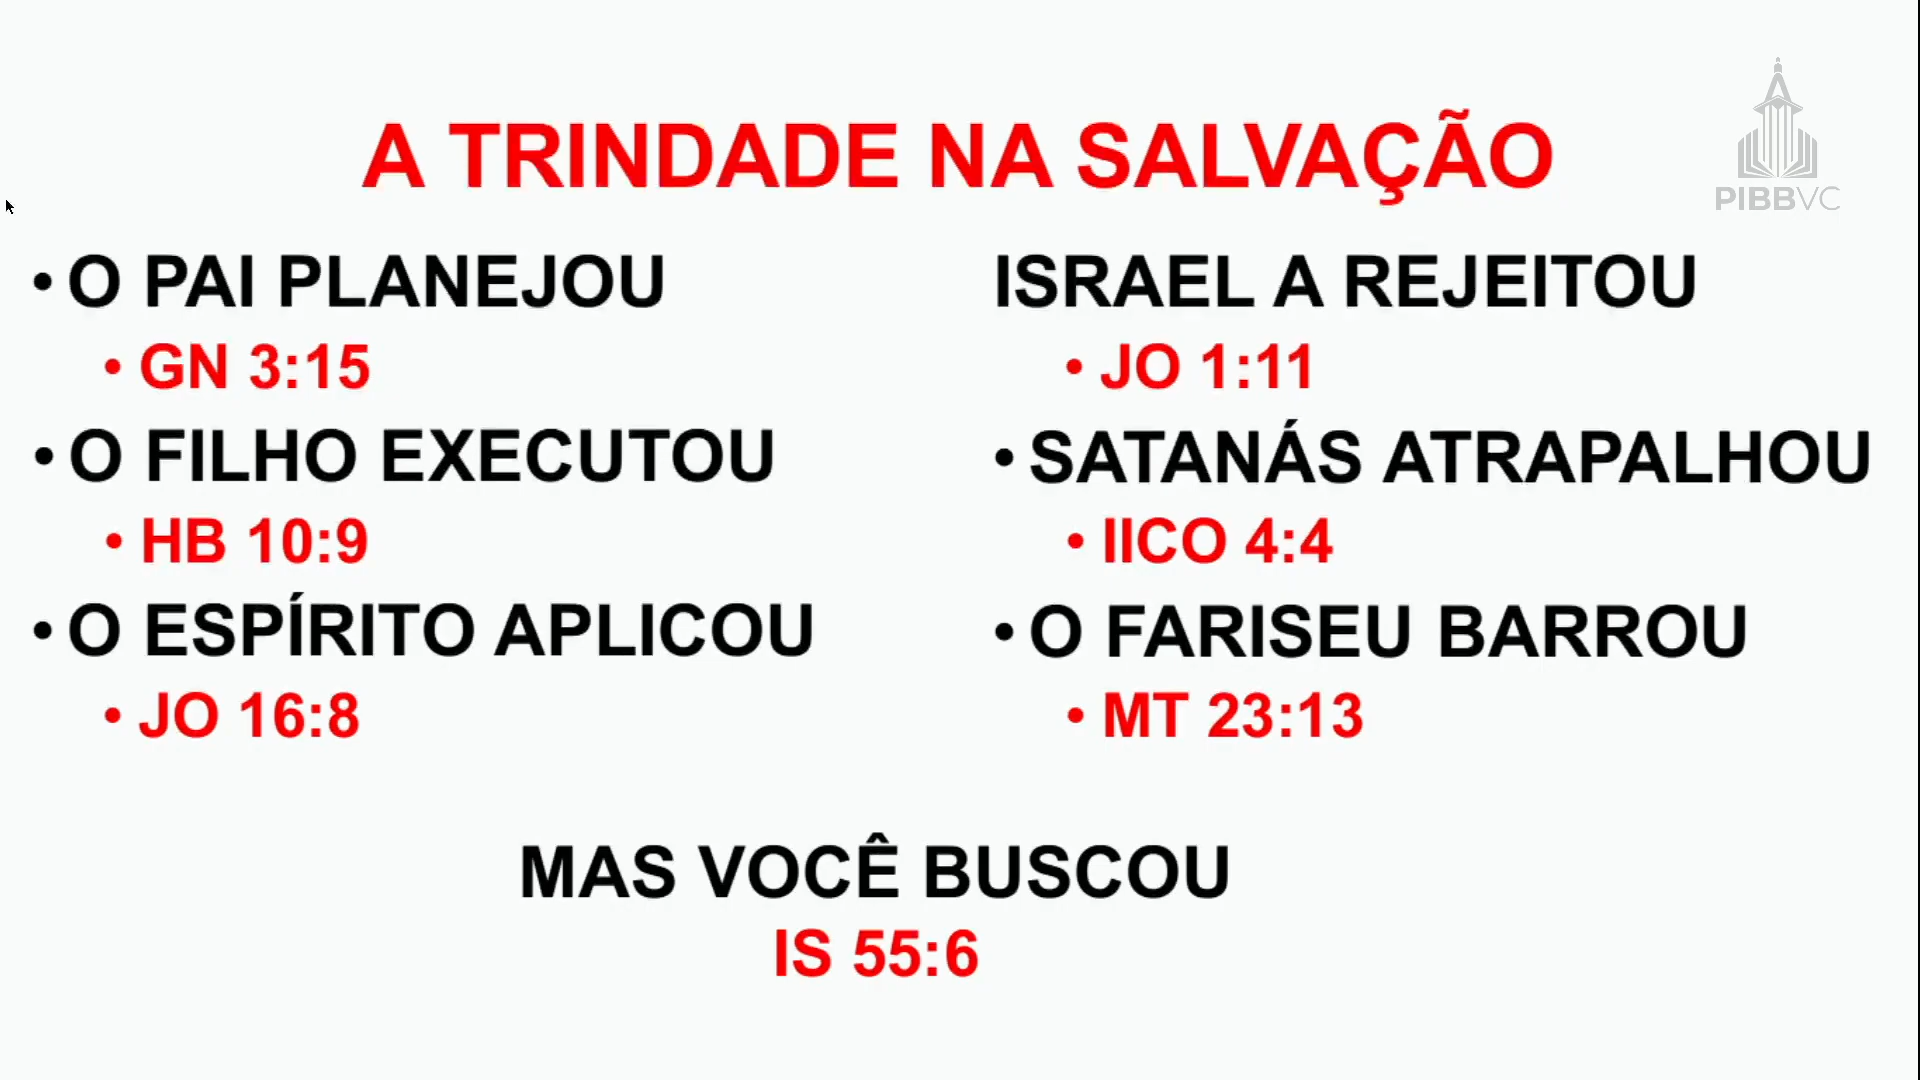 A TRINDADE NA SALVAÇÃO
PIBBVC
• O PAI PLANEJOU
• GN 3:15
• O FILHO EXECUTOU
• HB 10:9
• O ESPÍRITO APLICOU
• JO 16:8
ISRAEL A REJEITOU
• JO 1:11
• SATANÁS ATRAPALHOU
• IICO 4:4
• O FARISEU BARROU
• MT 23:13
MAS VOCÊ BUSCOU
IS 55:6